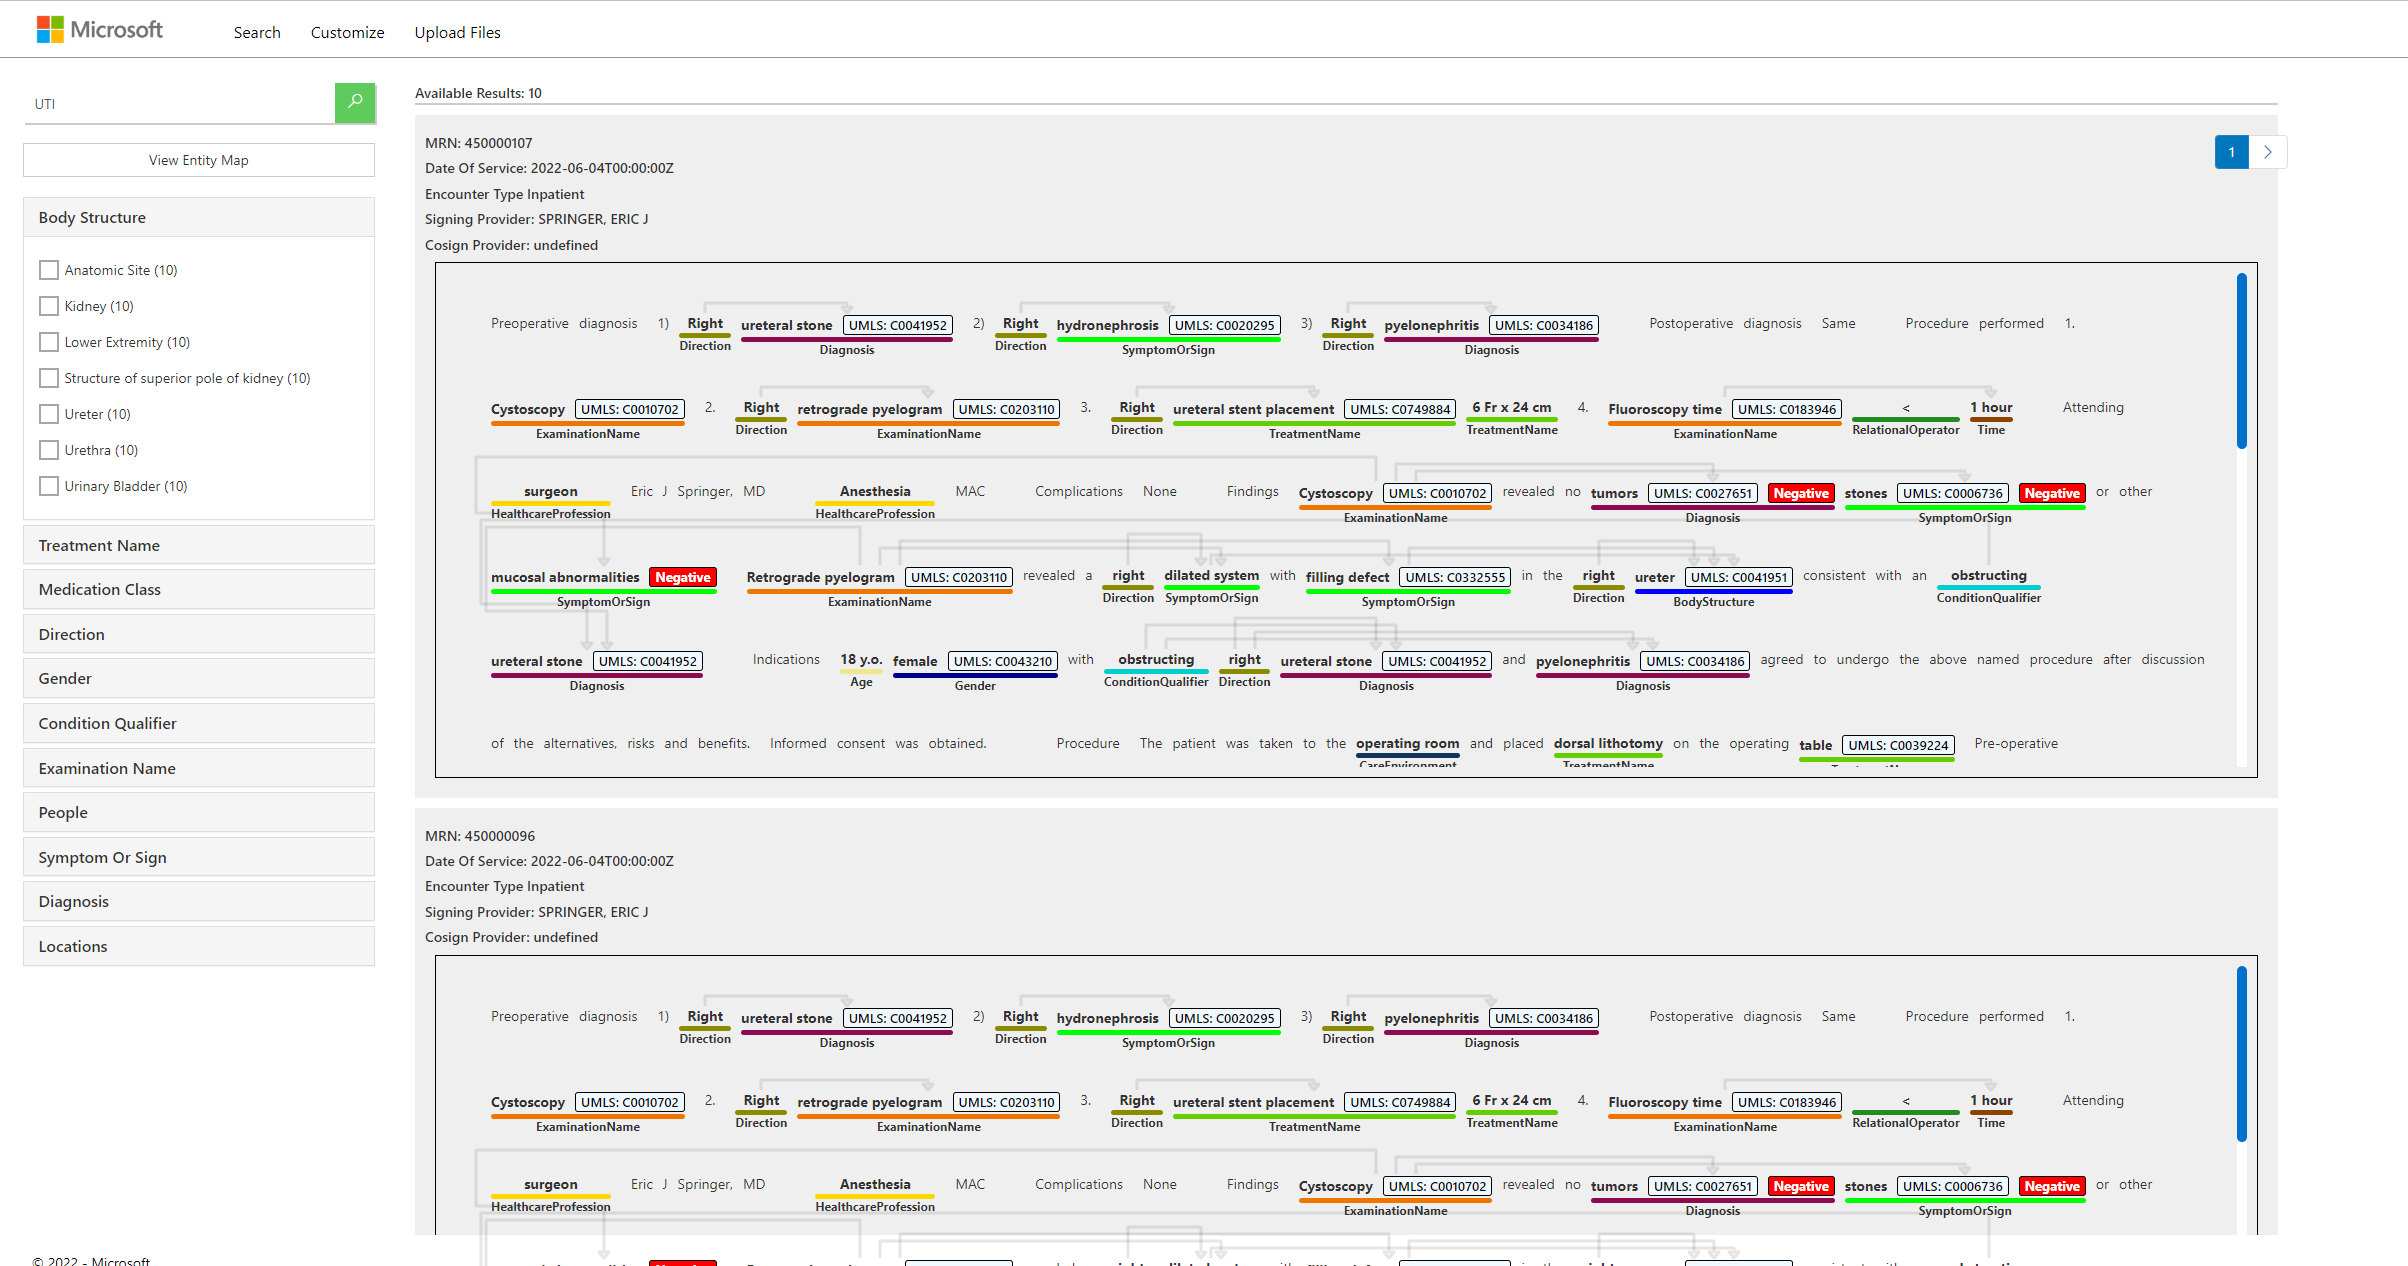 Microsoft
Search Customize Upload Files
UTI
View Entity Map
Body Structure
Anatomic Site (10)
Kidney (10)
Lower Extremity (10)
Structure of superior pole of kidney (10)
Ureter (10)
Urethra (10)
Urinary Bladder (10)
Treatment Name
Medication Class
Direction
Gender
Condition Qualifier
Examination Name
People
Symptom Or Sign
Diagnosis
Locations
© 2022 - Microsoft
Available Results: 10
1
MRN: 450000107
Date Of Service: 2022-06-04T00:00:00Z
Encounter Type Inpatient
Signing Provider: SPRINGER, ERIC J
Cosign Provider: undefined
Preoperative diagnosis 1) Right ureteral stone UMLS: C0041952 2) Right hydronephrosis UMLS: C0020295 3) Right pyelonephritis UMLS: C0034186 Postoperative diagnosis Same Procedure performed 1.
Direction Diagnosis Direction SymptomOrSign Direction Diagnosis
Cystoscopy UMLS: C0010702 2. Right retrograde pyelogram UMLS: C0203110 3. Right ureteral stent placement UMLS: C0749884 6 Fr x 24 cm 4. Fluoroscopy time UMLS: C0183946 < 1 hour Attending
ExaminationName Direction ExaminationName Direction TreatmentName TreatmentName ExaminationName RelationalOperator Time
surgeon Eric J Springer, MD Anesthesia MAC Complications None Findings Cystoscopy UMLS: C0010702 revealed no tumors UMLS: C0027651 Negative stones UMLS: C0006736 Negative or other
HealthcareProfession HealthcareProfession ExaminationName Diagnosis SymptomOrSign
mucosal abnormalities Negative Retrograde pyelogram UMLS: C0203110 revealed a right dilated system with filling defect UMLS: C0332555 in the right ureter UMLS: C0041951 consistent with an obstructing
SymptomOrSign ExaminationName Direction SymptomOrSign SymptomOrSign Direction BodyStructure ConditionQualifier
ureteral stone UMLS: C0041952 Indications 18 y.o. female UMLS: C0043210 with obstructing right ureteral stone UMLS: C0041952 and pyelonephritis UMLS: C0034186 agreed to undergo the above named procedure after discussion
Diagnosis Age Gender ConditionQualifier Direction Diagnosis Diagnosis
of the alternatives, risks and benefits. Informed consent was obtained. Procedure The patient was taken to the operating room and placed dorsal lithotomy on the operating table UMLS: C0039224 Pre-operative
CareEnvironment TreatmentName
MRN: 450000096
Date Of Service: 2022-06-04T00:00:00Z
Encounter Type Inpatient
Signing Provider: SPRINGER, ERIC J
Cosign Provider: undefined
Preoperative diagnosis 1) Right ureteral stone UMLS: C0041952 2) Right hydronephrosis UMLS: C0020295 3) Right pyelonephritis UMLS: C0034186 Postoperative diagnosis Same Procedure performed 1.
Direction Diagnosis Direction SymptomOrSign Direction Diagnosis
Cystoscopy UMLS: C0010702 2. Right retrograde pyelogram UMLS: C0203110 3. Right ureteral stent placement UMLS: C0749884 6 Fr x 24 cm 4. Fluoroscopy time UMLS: C0183946 < 1 hour Attending
ExaminationName Direction ExaminationName Direction TreatmentName TreatmentName ExaminationName RelationalOperator Time
surgeon Eric J Springer, MD Anesthesia MAC Complications None Findings Cystoscopy UMLS: C0010702 revealed no tumors UMLS: C0027651 Negative stones UMLS: C0006736 Negative or other
HealthcareProfession HealthcareProfession ExaminationName Diagnosis SymptomOrSign